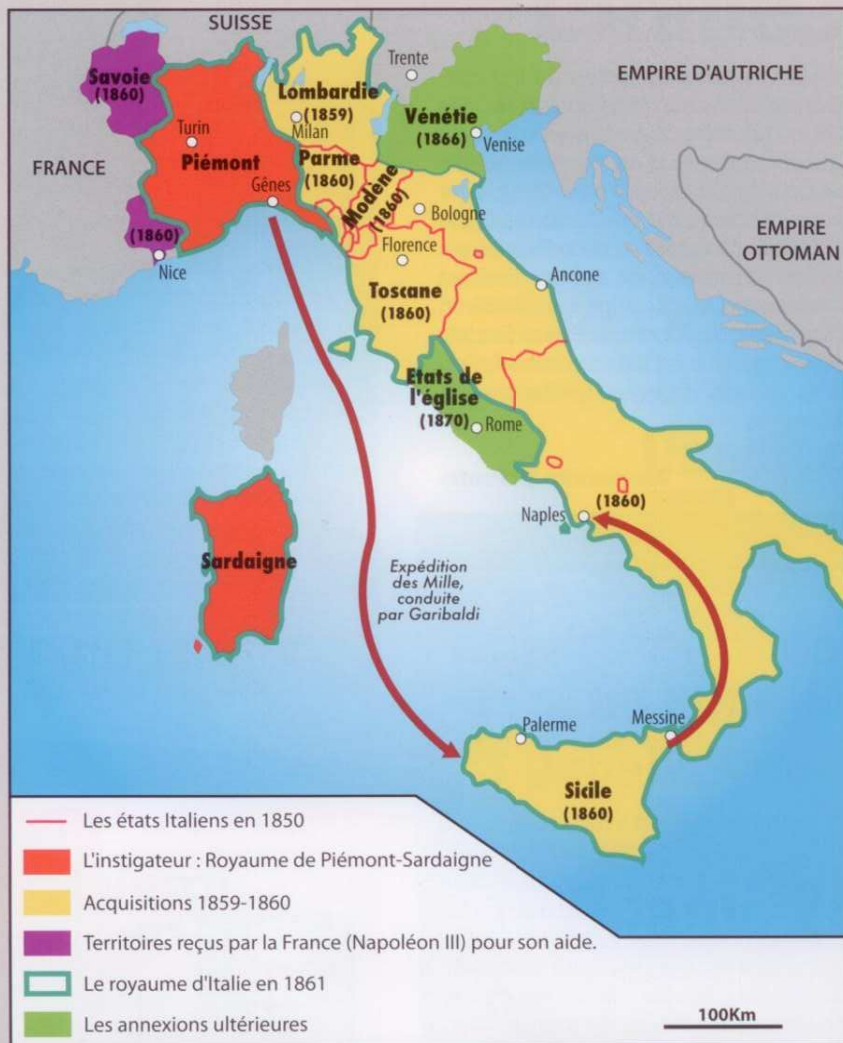 SUISSE
Savoie
(1860)
Lombardie
(1859)
Milan
Trente
EMPIRE D'AUTRICHE
Vénétie
(1866)
Venise
Turin
Piémont
FRANCE
Parme
(1860)
Modène
(1860)
Gênes
Bologne
(1860)
Nice
Florence
EMPIRE
OTTOMAN
Toscane
(1860)
Ancone
Etats de
l'église
(1870)
Rome
(1860)
Naples
Sardaigne
Expédition
des Mille,
conduite
par Garibaldi
Palerme
Messine
Sicile
(1860)
Les états Italiens en 1850
L'instigateur : Royaume de Piémont-Sardaigne
Acquisitions 1859-1860
Territoires reçus par la France (Napoléon III) pour son aide.
Le royaume d'Italie en 1861
Les annexions ultérieures
100Km